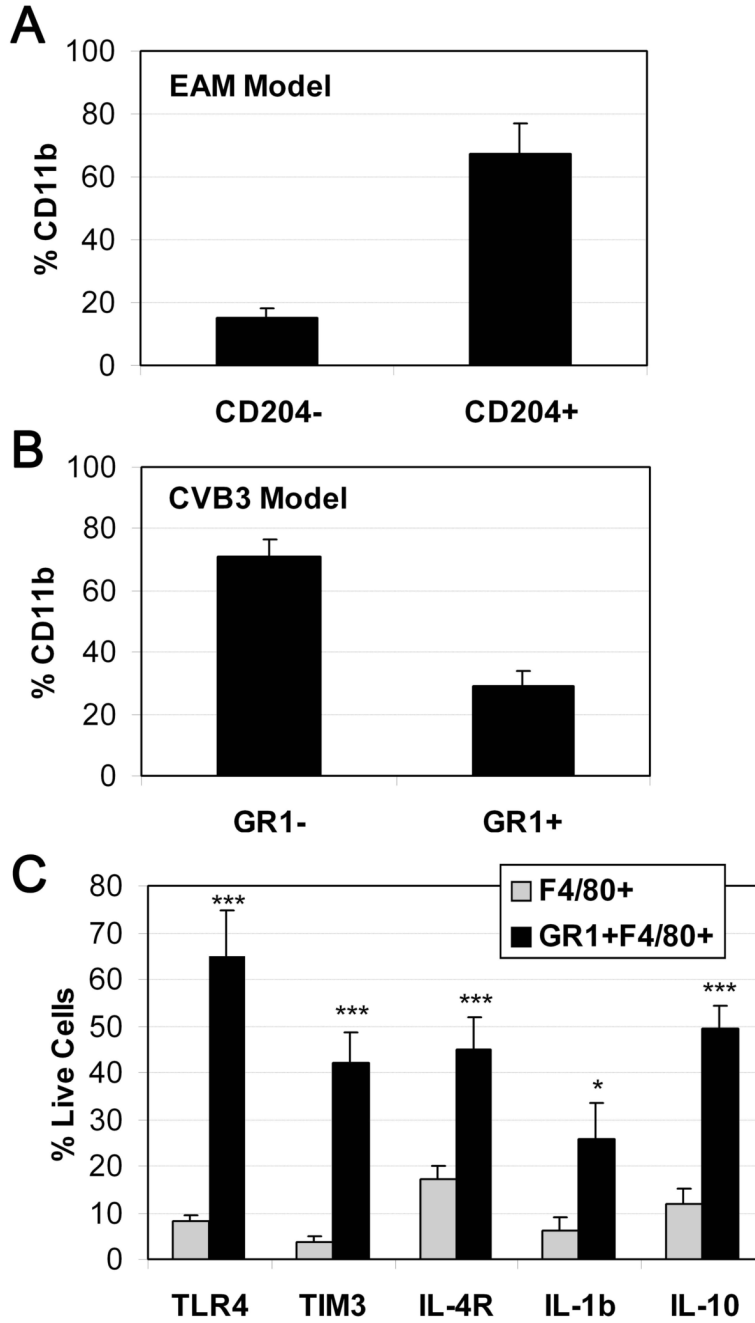 A
EAM Model
% CD11b
100
80
60
40
20
0
CD204-
CD204+
B
CVB3 Model
% CD11b
100
80
60
40
20
0
GR1-
GR1+
C
F4/80+
GR1+F4/80+
% Live Cells
80
70
60
50
40
30
20
10
0
***
***
***
*
***
TLR4
TIM3
IL-4R
IL-1b
IL-10